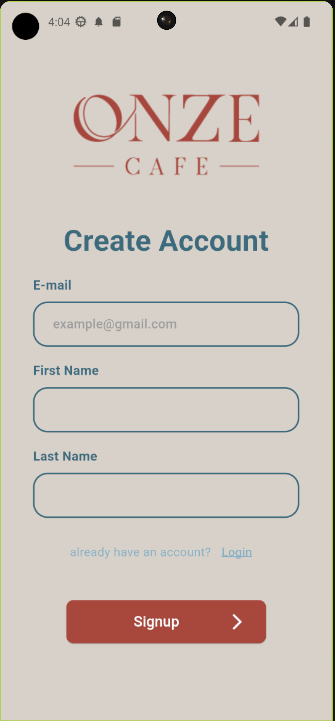 4:04
ONZE
CAFE
Create Account
E-mail
example@gmail.com
First Name
Last Name
already have an account? Login
Signup